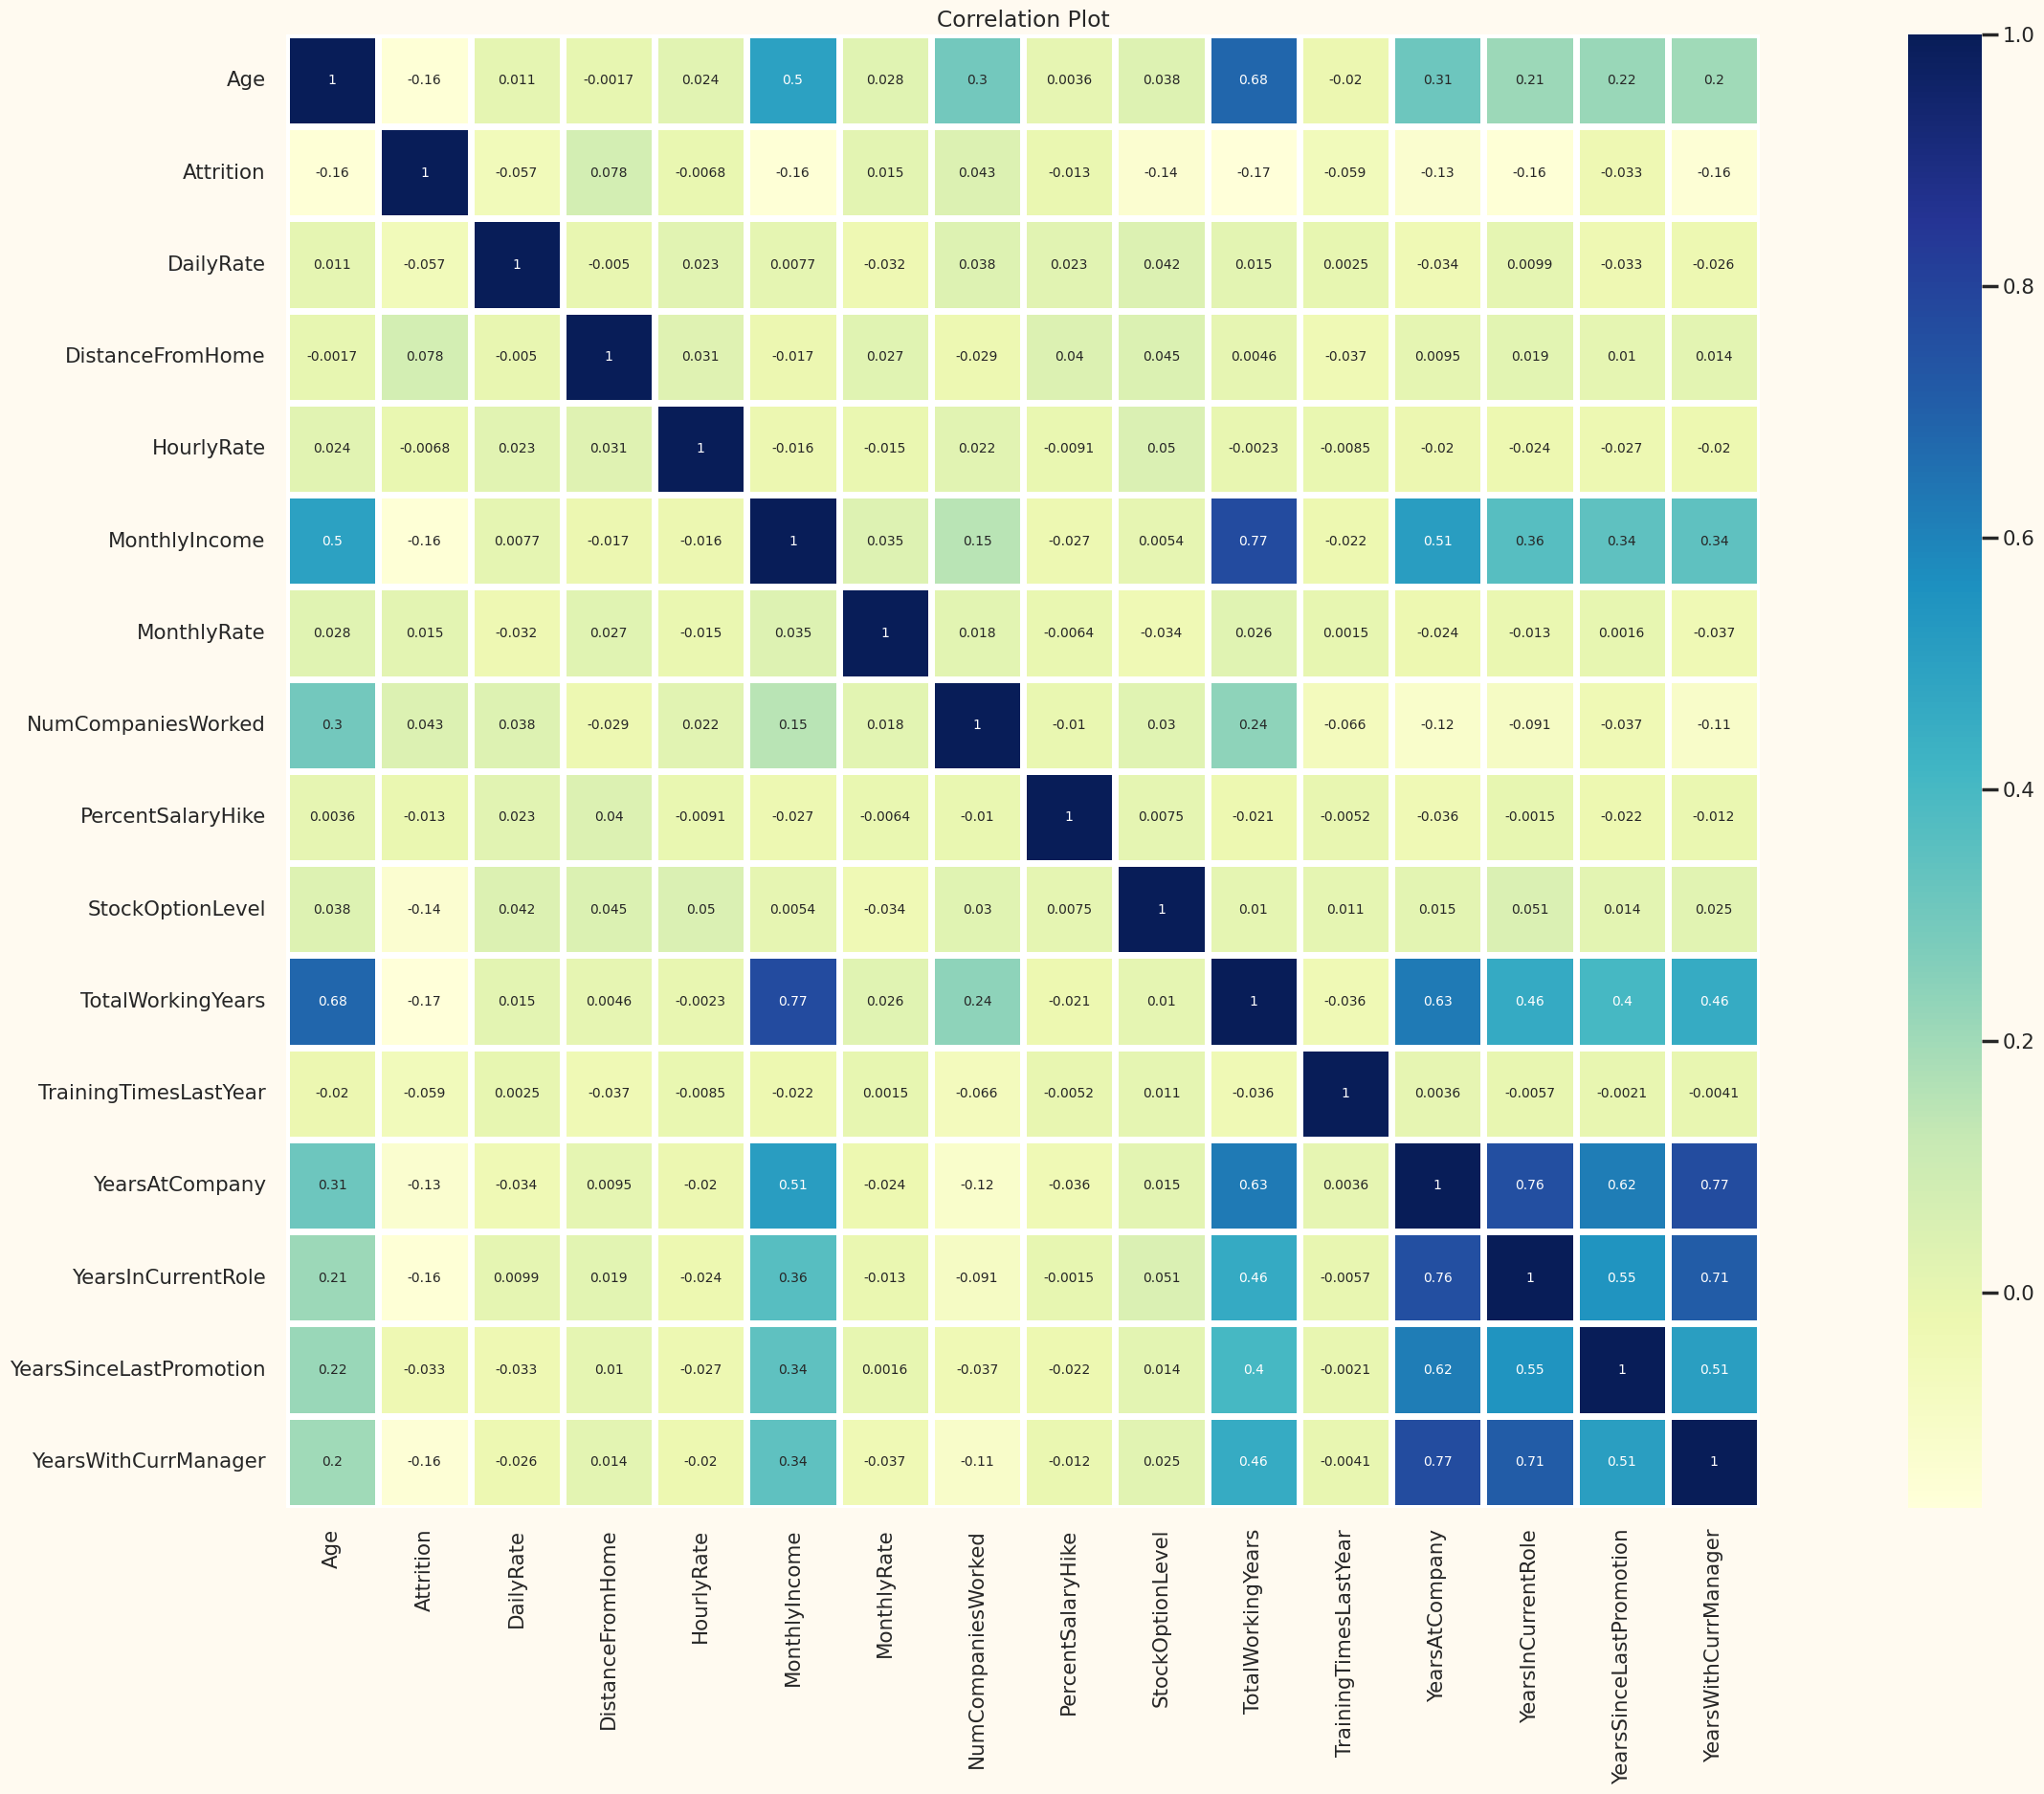 Correlation Plot
Age 1 -0.16 0.011 -0.0017 0.024 0.5 0.028 0.3 0.0036 0.038 0.68 -0.02 0.31 0.21 0.22 0.2
Attrition -0.16 1 -0.057 0.078 -0.0068 -0.16 0.015 0.043 -0.013 -0.14 -0.17 -0.059 -0.13 -0.16 -0.033 -0.16
DailyRate 0.011 -0.057 1 -0.005 0.023 0.0077 -0.032 0.038 0.023 0.042 0.015 0.0025 -0.034 0.0099 -0.033 -0.026
DistanceFromHome -0.0017 0.078 -0.005 1 0.031 -0.017 0.027 -0.029 0.04 0.045 0.0046 -0.037 0.0095 0.019 0.01 0.014
HourlyRate 0.024 -0.0068 0.023 0.031 1 -0.016 -0.015 0.022 -0.0091 0.05 -0.0023 -0.0085 -0.02 -0.024 -0.027 -0.02
MonthlyIncome 0.5 -0.16 0.0077 -0.017 -0.016 1 0.035 0.15 -0.027 0.0054 0.77 -0.022 0.51 0.36 0.34 0.34
MonthlyRate 0.028 0.015 -0.032 0.027 -0.015 0.035 1 0.018 -0.0064 -0.034 0.026 0.0015 -0.024 -0.013 0.0016 -0.037
NumCompaniesWorked 0.3 0.043 0.038 -0.029 0.022 0.15 0.018 1 -0.01 0.03 0.24 -0.066 -0.12 -0.091 -0.037 -0.11
PercentSalaryHike 0.0036 -0.013 0.023 0.04 -0.0091 -0.027 -0.0064 -0.01 1 0.0075 -0.021 -0.0052 -0.036 -0.0015 -0.022 -0.012
StockOptionLevel 0.038 -0.14 0.042 0.045 0.05 0.0054 -0.034 0.03 0.0075 1 0.01 0.011 0.015 0.051 0.014 0.025
TotalWorkingYears 0.68 -0.17 0.015 0.0046 -0.0023 0.77 0.026 0.24 -0.021 0.01 1 -0.036 0.63 0.46 0.4 0.46
TrainingTimesLastYear -0.02 -0.059 0.0025 -0.037 -0.0085 -0.022 0.0015 -0.066 -0.0052 0.011 -0.036 1 0.0036 -0.0057 -0.0021 -0.0041
YearsAtCompany 0.31 -0.13 -0.034 0.0095 -0.02 0.51 -0.024 -0.12 -0.036 0.015 0.63 0.0036 1 0.76 0.62 0.77
YearsInCurrentRole 0.21 -0.16 0.0099 0.019 -0.024 0.36 -0.013 -0.091 -0.0015 0.051 0.46 -0.0057 0.76 1 0.55 0.71
YearsSinceLastPromotion 0.22 -0.033 -0.033 0.01 -0.027 0.34 0.0016 -0.037 -0.022 0.014 0.4 -0.0021 0.62 0.55 1 0.51
YearsWithCurrManager 0.2 -0.16 -0.026 0.014 -0.02 0.34 -0.037 -0.11 -0.012 0.025 0.46 -0.0041 0.77 0.71 0.51 1
Age
Attrition
DailyRate
DistanceFromHome
HourlyRate
MonthlyIncome
MonthlyRate
NumCompaniesWorked
PercentSalaryHike
StockOptionLevel
TotalWorkingYears
TrainingTimesLastYear
YearsAtCompany
YearsInCurrentRole
YearsSinceLastPromotion
YearsWithCurrManager
1.0
0.8
0.6
0.4
0.2
0.0